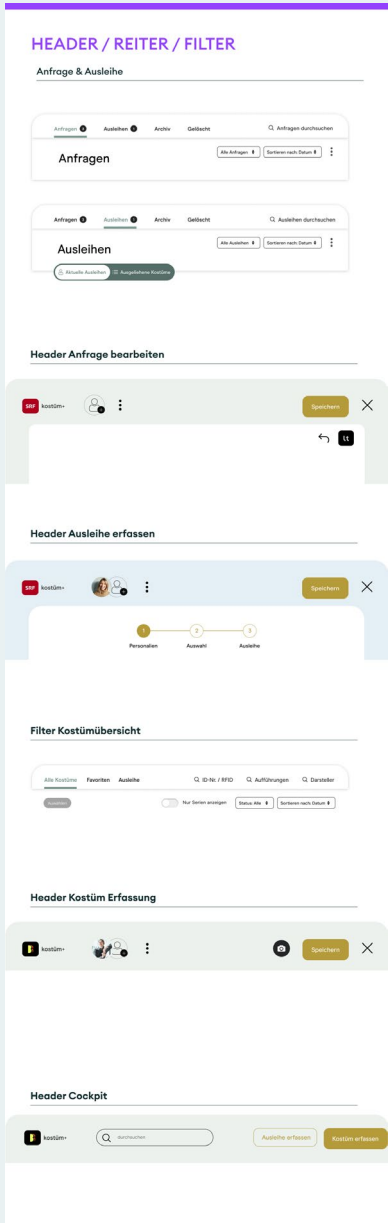 HEADER / REITER / FILTER
Anfrage & Ausleihe
Anfragen Ausleihen Archiv Gelöscht Anfragen durchsuchen
Anfragen
Alle Anfragen Sortieren nach: Datum
Anfragen Ausleihen Archiv Gelöscht Ausleihen durchsuchen
Ausleihen
Alle Ausleihen Sortieren nach: Datum
Aktuelle Ausleihen Ausgeliehene Kostüme
Header Anfrage bearbeiten
SRF kostüm+ Speichern
Lt
Header Ausleihe erfassen
SRF kostüm+ Speichern
1 2 3
Personalien Auswahl Ausleihe
Filter Kostümübersicht
Alle Kostüme Favoriten Ausleihe ID-Nr. / RFID Aufführungen Darsteller
Nur Serien anzeigen Status: Alle Sortieren nach: Datum
Header Kostüm Erfassung
kostüm+ Speichern
Header Cockpit
kostüm+ durchsuchen Ausleihe erfassen Kostüm erfassen